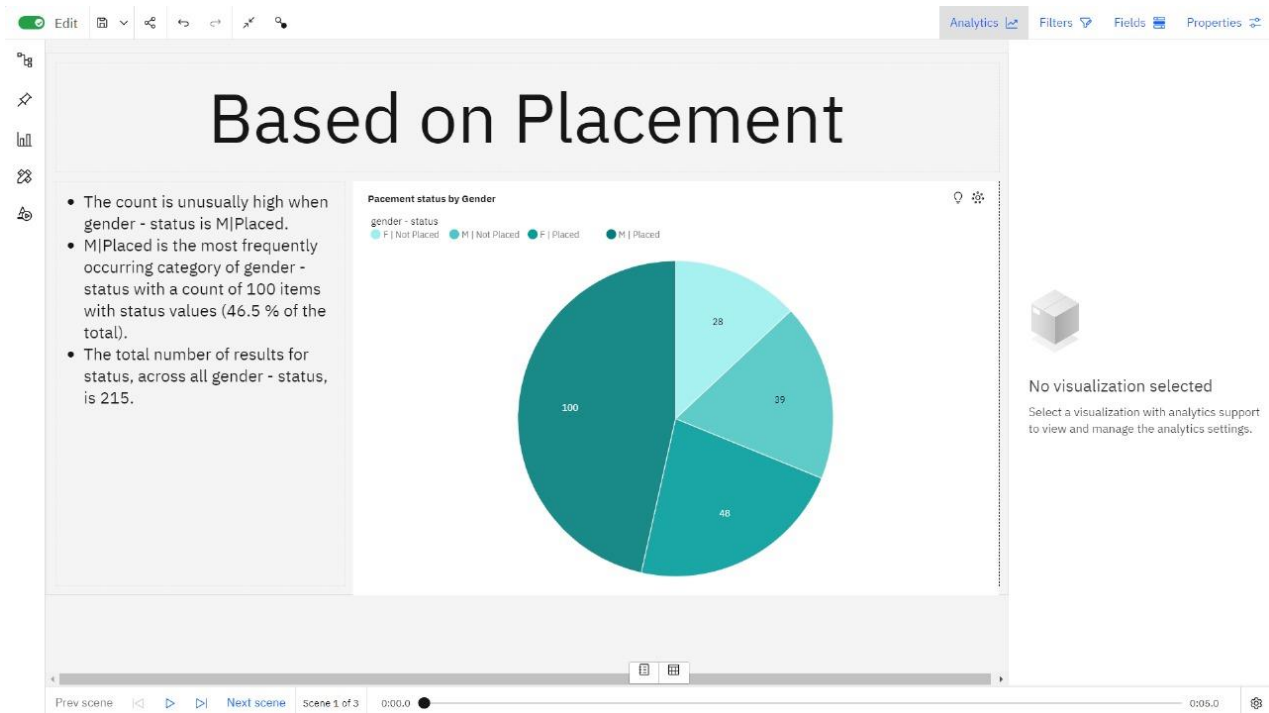 Edit
Analytics
Filters
Fields
Properties
Based on Placement
• The count is unusually high when
gender - status is M|Placed.
• M|Placed is the most frequently
occurring category of gender -
status with a count of 100 items
with status values (46.5 % of the
total).
• The total number of results for
status, across all gender - status,
is 215.
Pacement status by Gender
gender - status
F | Not Placed M | Not Placed F | Placed M | Placed
28
39
100
48
No visualization selected
Select a visualization with analytics support
to view and manage the analytics settings.
Prev scene Next scene Scene 1 of 3 0:00.0 0:05.0